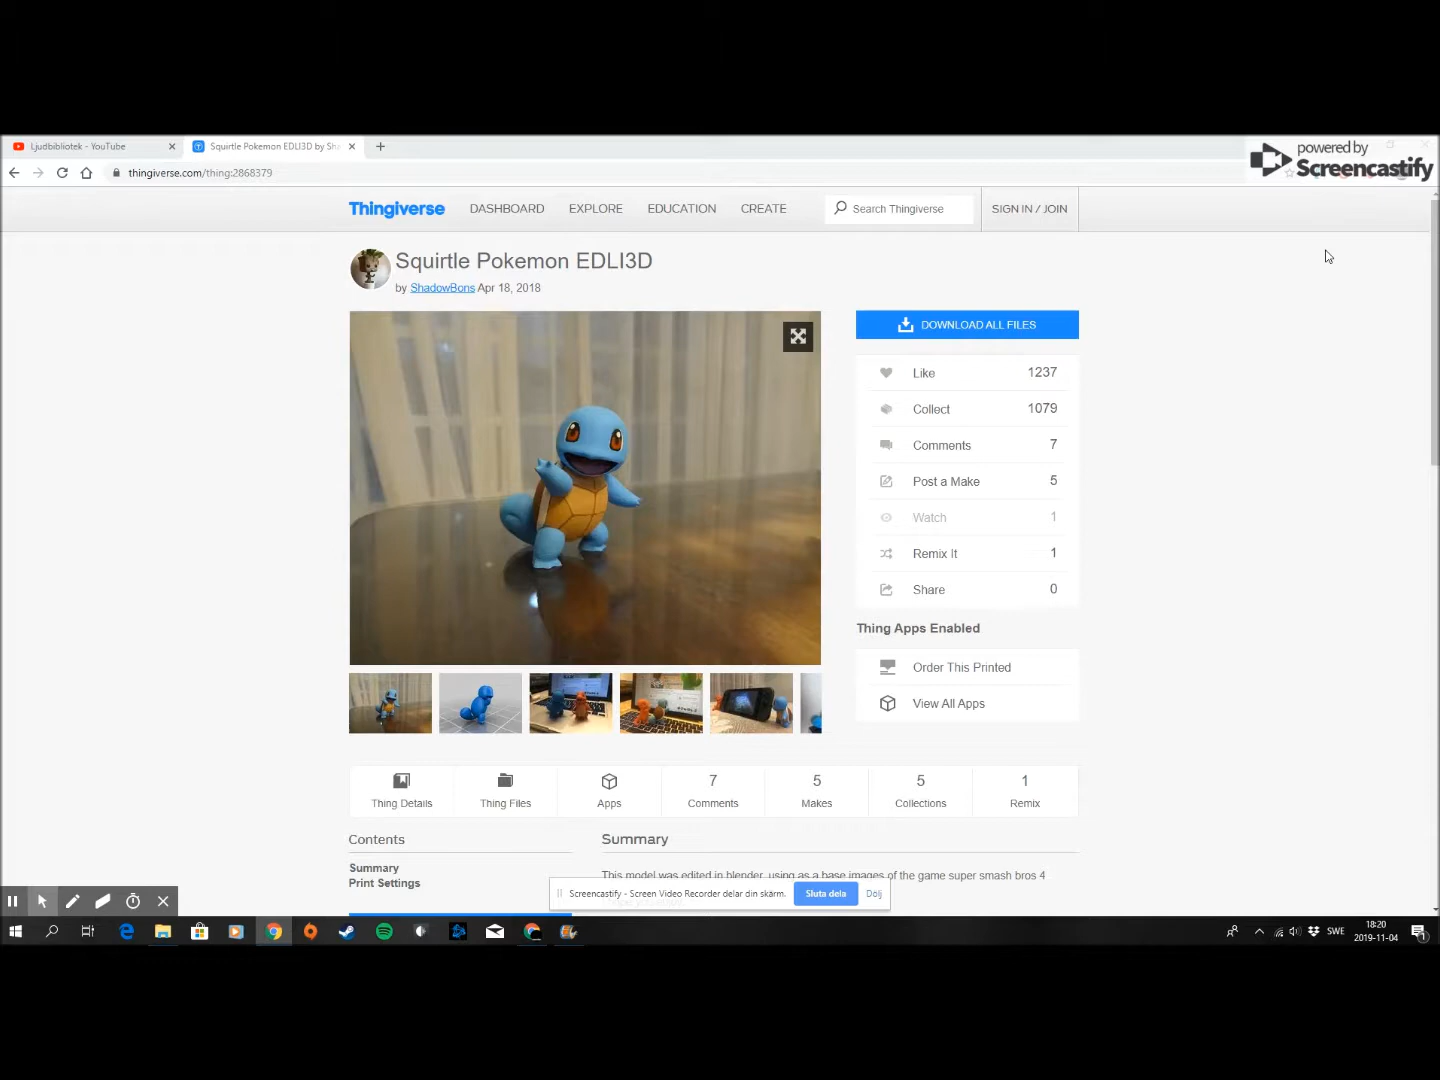 Ljudbibliotek - YouTube
Squirtle Pokemon EDLI3D by Sha
powered by
Screencastify
thingiverse.com/thing:2868379
Thingiverse
DASHBOARD
EXPLORE
EDUCATION
CREATE
Search Thingiverse
SIGN IN / JOIN
Squirtle Pokemon EDLI3D
by ShadowBons Apr 18, 2018
DOWNLOAD ALL FILES
Like 1237
Collect 1079
Comments 7
Post a Make 5
Watch 1
Remix It 1
Share 0
Thing Apps Enabled
Order This Printed
View All Apps
Thing Details
Thing Files
Apps
7
Comments
5
Makes
5
Collections
1
Remix
Contents
Summary
Print Settings
Summary
This model was edited in blender, using as a base images of the game super smash bros 4
Screencastify - Screen Video Recorder delar din skärm.
Sluta dela
Dölj
SWE
18:20
2019-11-04
1